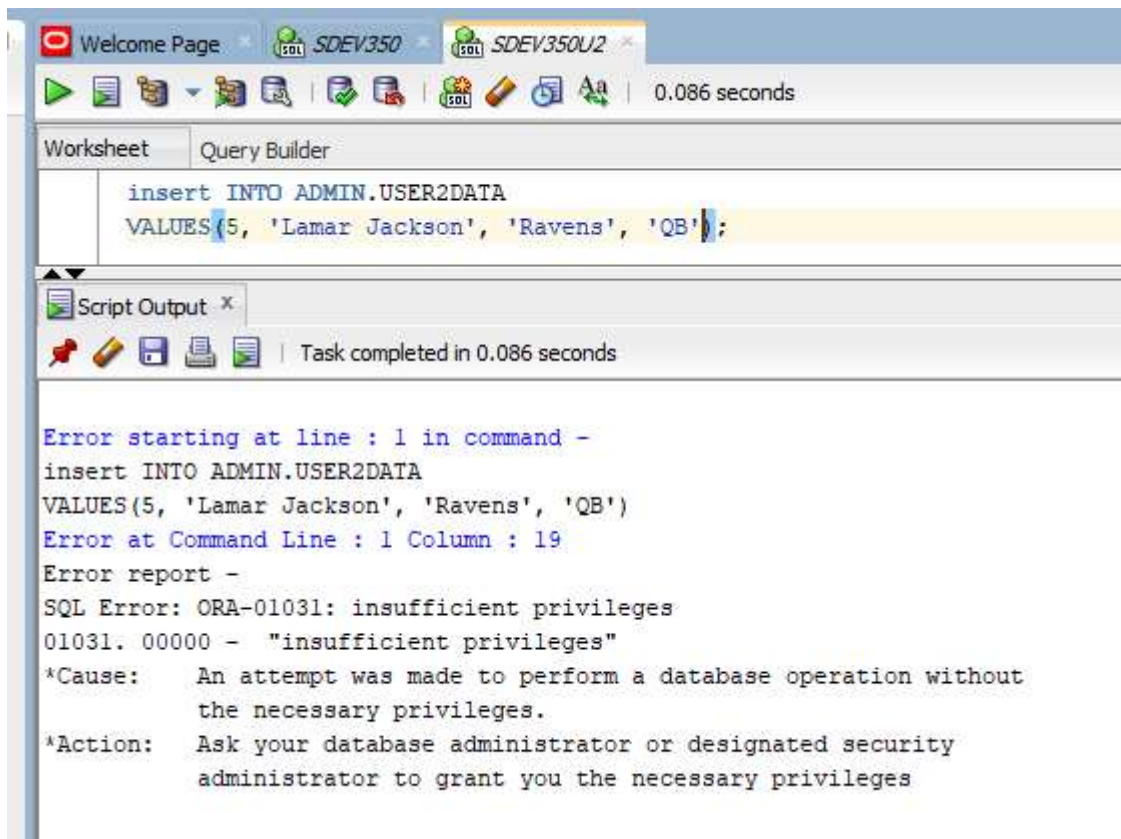 Welcome Page SDEV350 SDEV350U2
0.086 seconds
Worksheet Query Builder
insert INTO ADMIN.USER2DATA
VALUES(5, 'Lamar Jackson', 'Ravens', 'QB');
Script Output
Task completed in 0.086 seconds
Error starting at line : 1 in command -
insert INTO ADMIN.USER2DATA
VALUES(5, 'Lamar Jackson', 'Ravens', 'QB')
Error at Command Line : 1 Column : 19
Error report -
SQL Error: ORA-01031: insufficient privileges
01031. 00000 -  "insufficient privileges"
*Cause:    An attempt was made to perform a database operation without
the necessary privileges.
*Action:   Ask your database administrator or designated security
administrator to grant you the necessary privileges